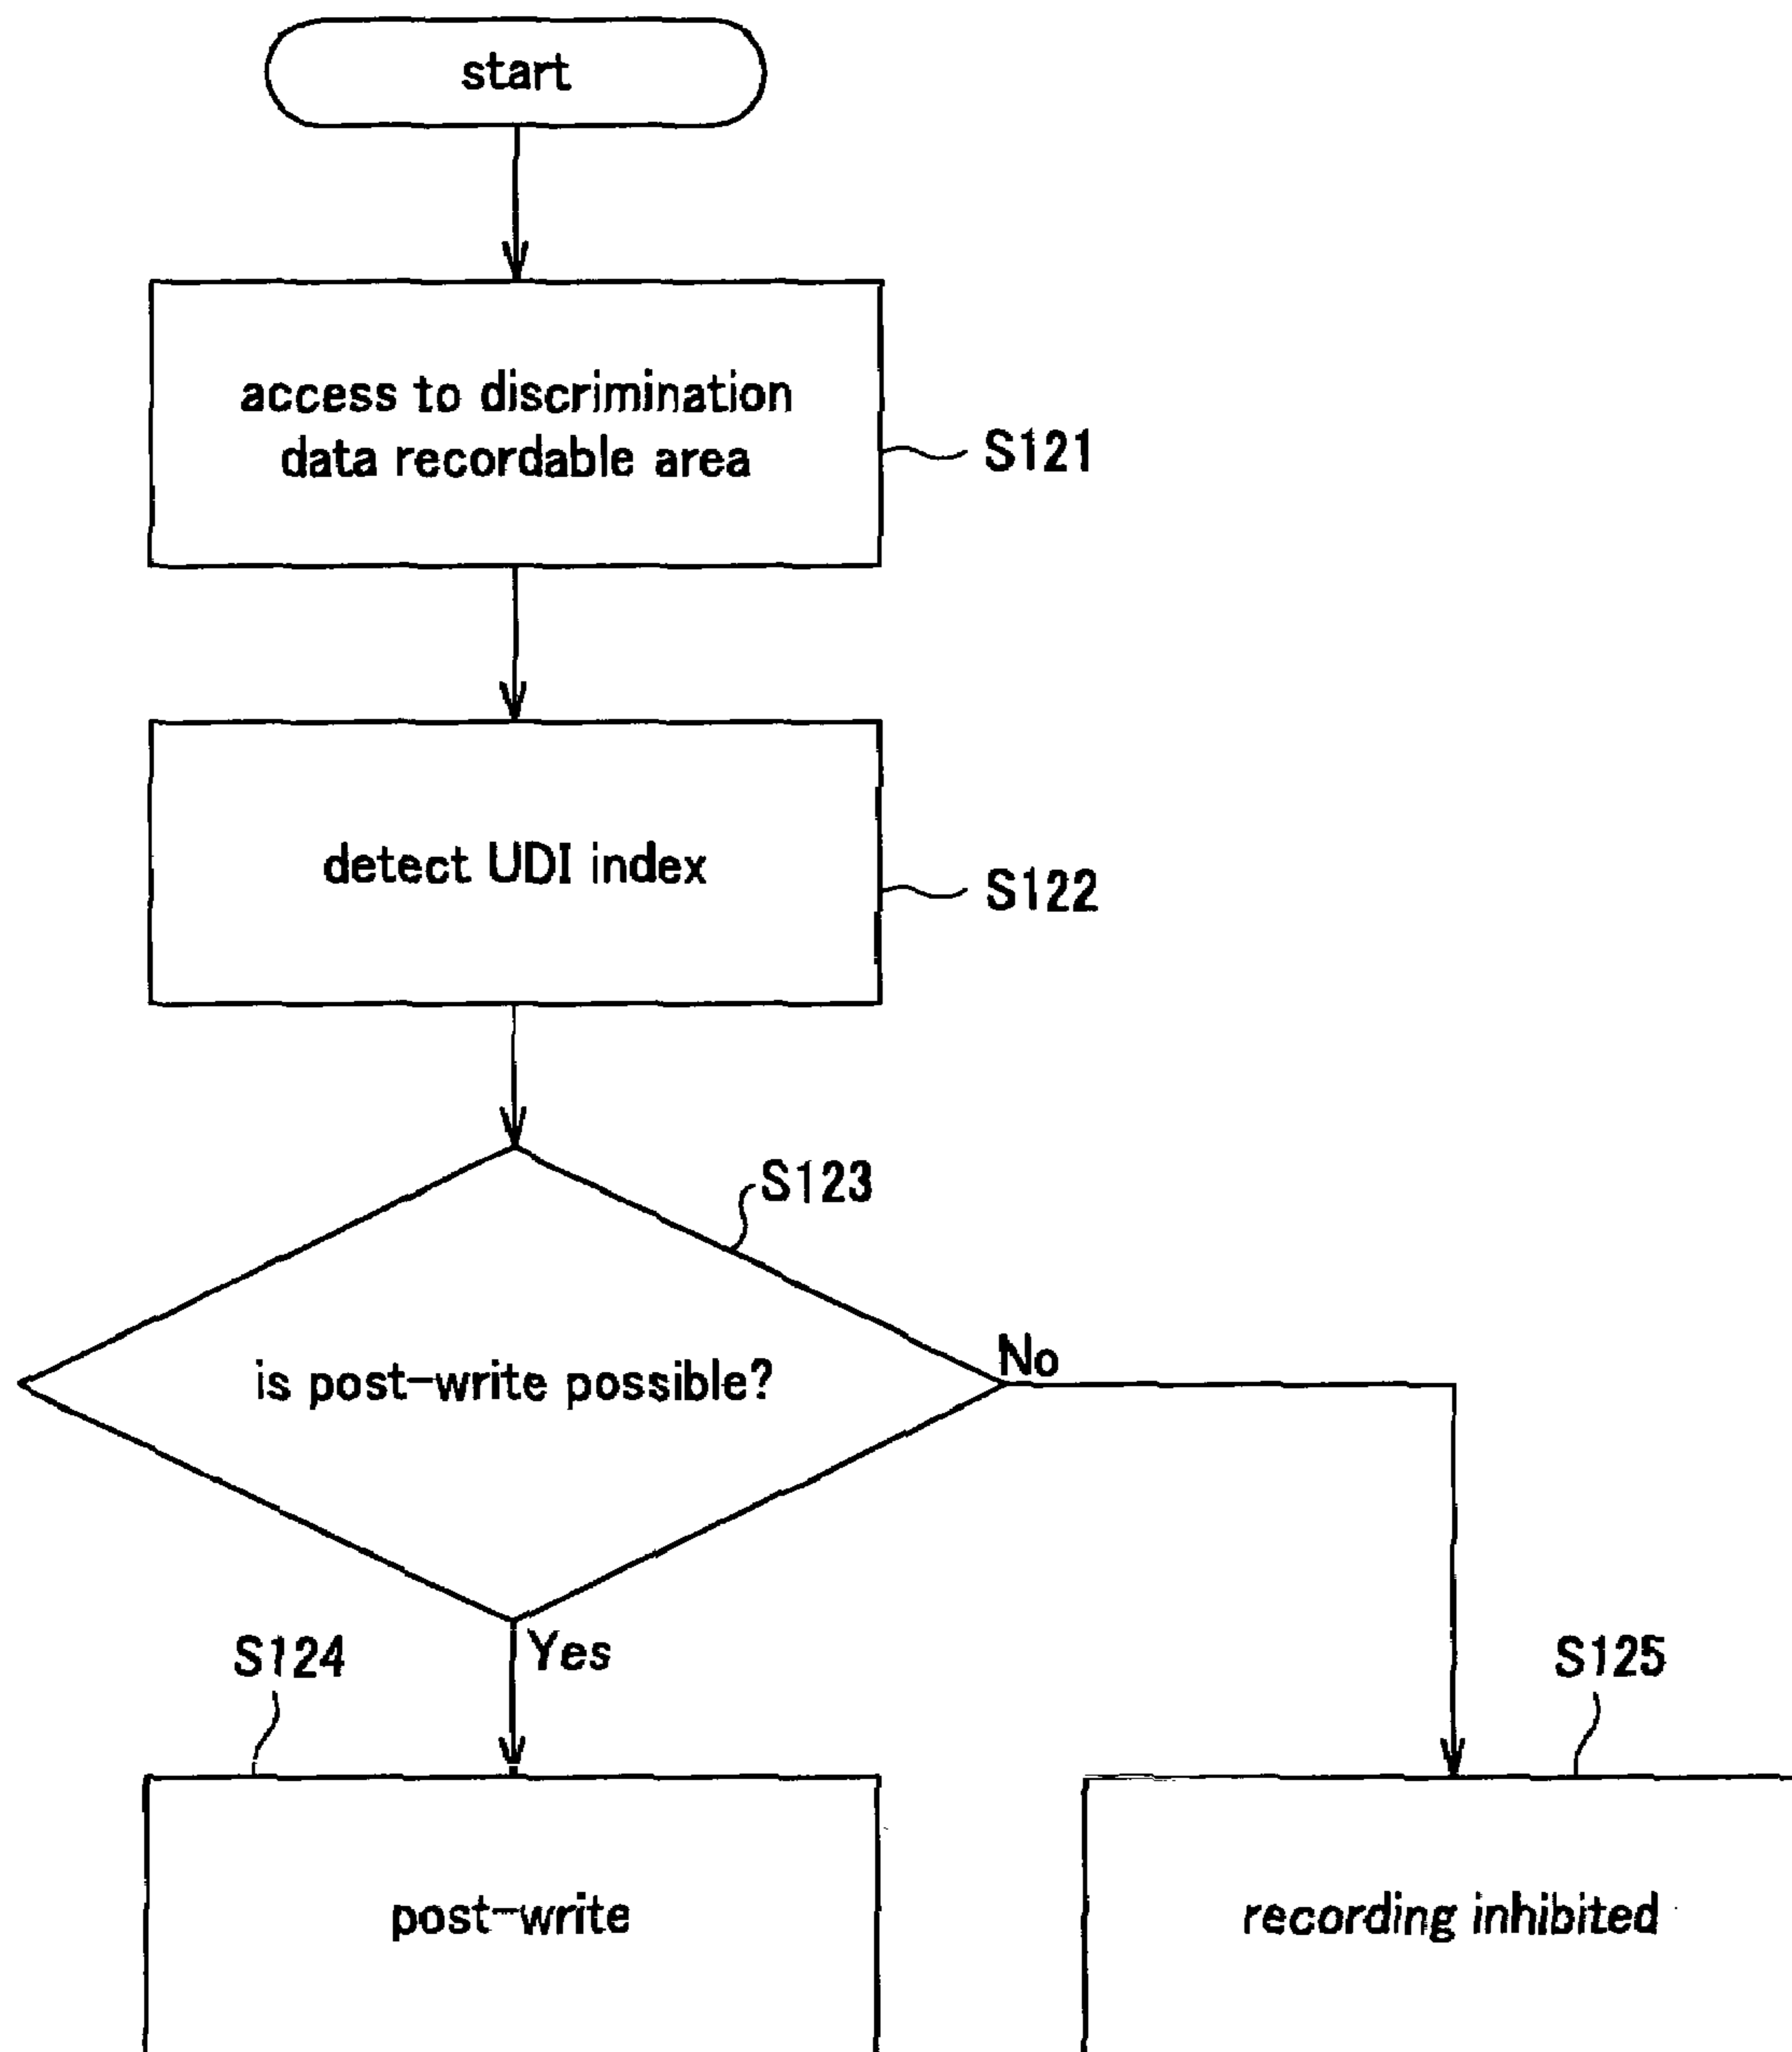 start
access to discrimination
data recordable area
S121
detect UDI index
S122
S123
is post-write possible?
No
Yes
S124
S125
post-write
recording inhibited